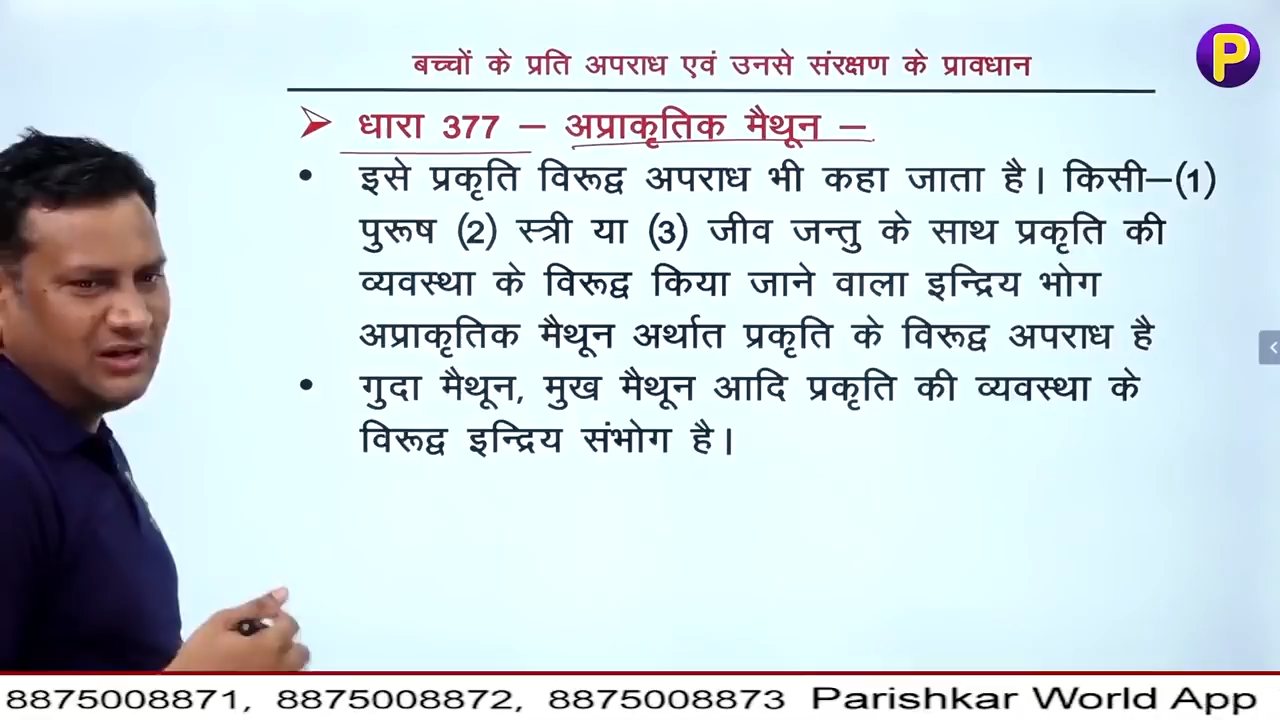 P
बच्चों के प्रति अपराध एवं उनसे संरक्षण के प्रावधान
धारा 377 – अप्राकृतिक मैथून –
• इसे प्रकृति विरूद्व अपराध भी कहा जाता है। किसी–(1)
पुरूष (2) स्त्री या (3) जीव जन्तु के साथ प्रकृति की
व्यवस्था के विरूद्व किया जाने वाला इन्द्रिय भोग
अप्राकृतिक मैथून अर्थात प्रकृति के विरूद्व अपराध है
• गुदा मैथून, मुख मैथून आदि प्रकृति की व्यवस्था के
विरूद्व इन्द्रिय संभोग है।
8875008871, 8875008872, 8875008873 Parishkar World App